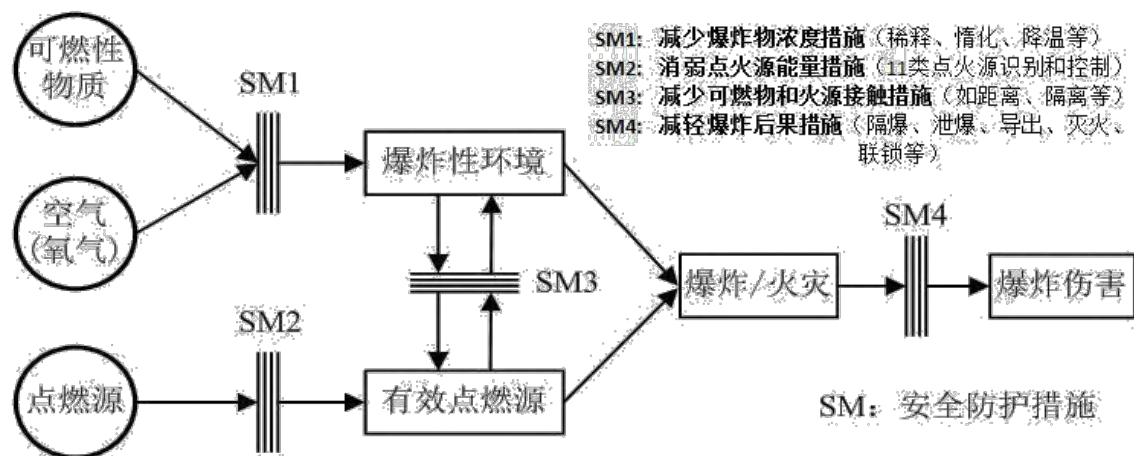 可燃性
物质
SM1
SM1: 减少爆炸物浓度措施（稀释、惰化、降温等）
SM2: 消弱点火源能量措施（11类点火源识别和控制）
SM3: 减少可燃物和火源接触措施（如距离、隔离等）
SM4: 减轻爆炸后果措施（隔爆、泄爆、导出、灭火、
联锁等）
爆炸性环境
空气
(氧气)
SM4
SM3
爆炸/火灾
爆炸伤害
SM2
点燃源
有效点燃源
SM：安全防护措施